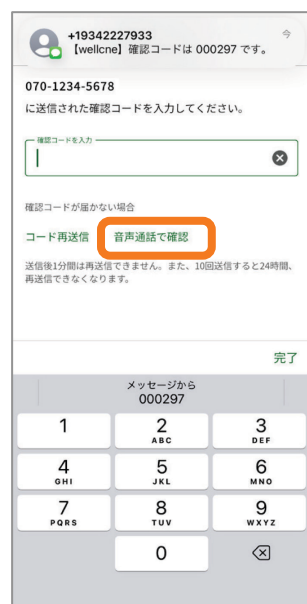 +19342227933
今
【wellcne】確認コードは 000297 です。
070-1234-5678
に送信された確認コードを入力してください。
確認コードを入力
確認コードが届かない場合
コード再送信 音声通話で確認
送信後1分間は再送信できません。また、10回送信すると24時間、
再送信できなくなります。
完了
メッセージから
000297
1 2 3
ABC DEF
4 5 6
GHI JKL MNO
7 8 9
PQRS TUV WXYZ
0